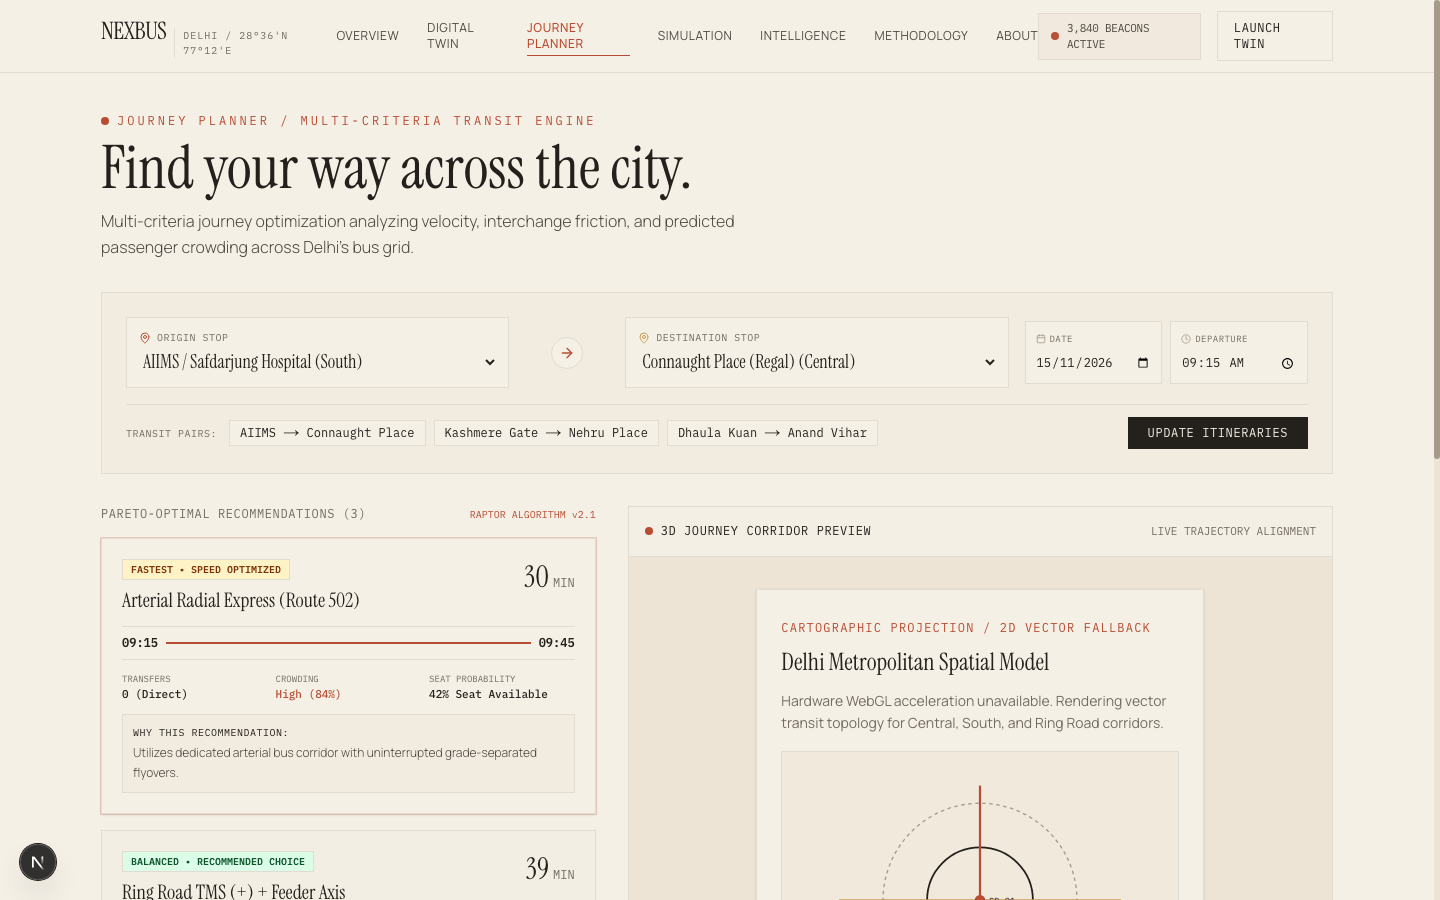 NEXBUS
DELHI / 28°36'N
77°12'E
OVERVIEW
DIGITAL
TWIN
JOURNEY
PLANNER
SIMULATION
INTELLIGENCE
METHODOLOGY
ABOUT
3,840 BEACONS
ACTIVE
LAUNCH
TWIN
JOURNEY PLANNER / MULTI-CRITERIA TRANSIT ENGINE
Find your way across the city.
Multi-criteria journey optimization analyzing velocity, interchange friction, and predicted
passenger crowding across Delhi's bus grid.
ORIGIN STOP
AIIMS / Safdarjung Hospital (South)
DESTINATION STOP
Connaught Place (Regal) (Central)
DATE
15/11/2026
DEPARTURE
09:15 AM
TRANSIT PAIRS:
AIIMS → Connaught Place
Kashmere Gate → Nehru Place
Dhaula Kuan → Anand Vihar
UPDATE ITINERARIES
PARETO-OPTIMAL RECOMMENDATIONS (3)
RAPTOR ALGORITHM v2.1
FASTEST • SPEED OPTIMIZED
30 MIN
Arterial Radial Express (Route 502)
09:15
09:45
TRANSFERS
0 (Direct)
CROWDING
High (84%)
SEAT PROBABILITY
42% Seat Available
WHY THIS RECOMMENDATION:
Utilizes dedicated arterial bus corridor with uninterrupted grade-separated
flyovers.
BALANCED • RECOMMENDED CHOICE
39 MIN
Ring Road TMS (+) + Feeder Axis
3D JOURNEY CORRIDOR PREVIEW
LIVE TRAJECTORY ALIGNMENT
CARTOGRAPHIC PROJECTION / 2D VECTOR FALLBACK
Delhi Metropolitan Spatial Model
Hardware WebGL acceleration unavailable. Rendering vector
transit topology for Central, South, and Ring Road corridors.
N